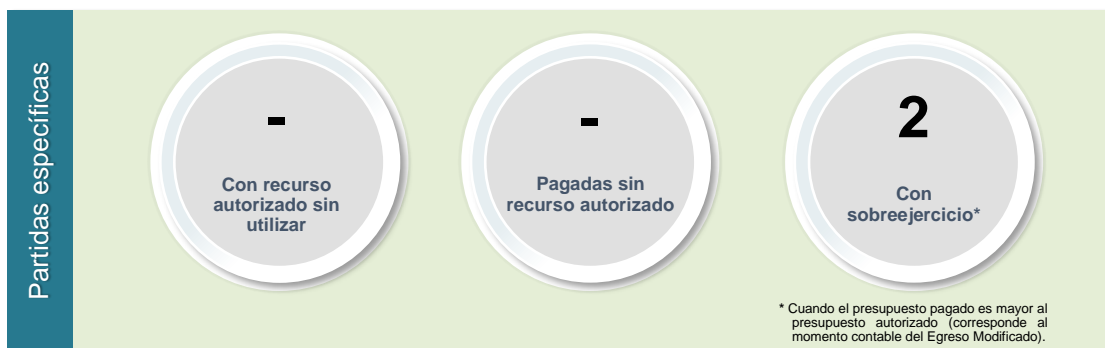 Partidas específicas
-
Con recurso
autorizado sin
utilizar
-
Pagadas sin
recurso autorizado
2
Con
sobreejercicio*
* Cuando el presupuesto pagado es mayor al
presupuesto autorizado (corresponde al
momento contable del Egreso Modificado).